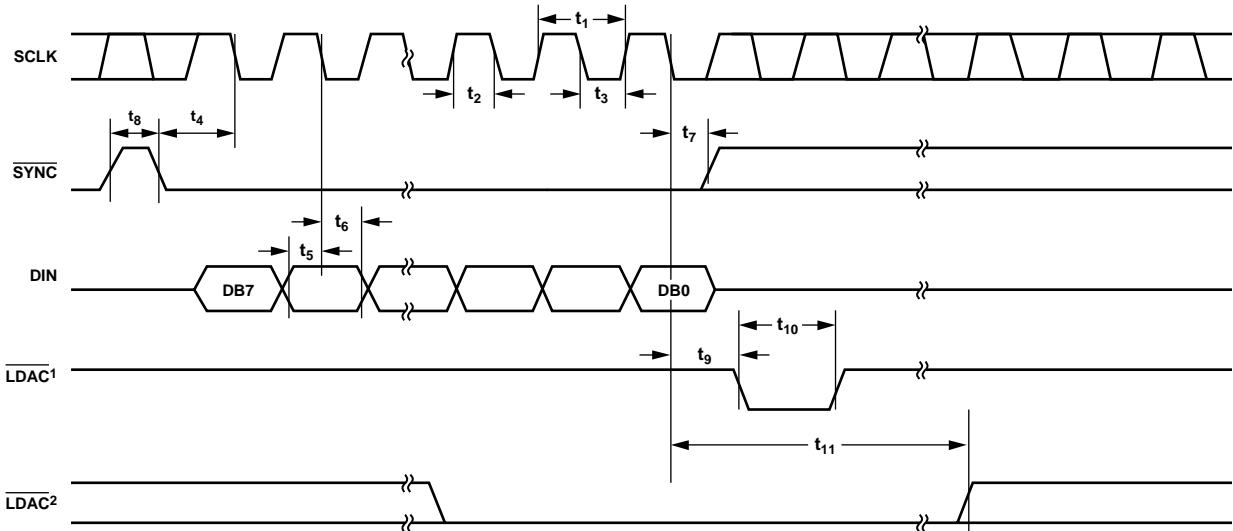 t1
SCLK
t2
t3
t8
t4
t7
SYNC
t6
t5
DIN
DB7
DB0
t10
t9
LDAC1
t11
LDAC2